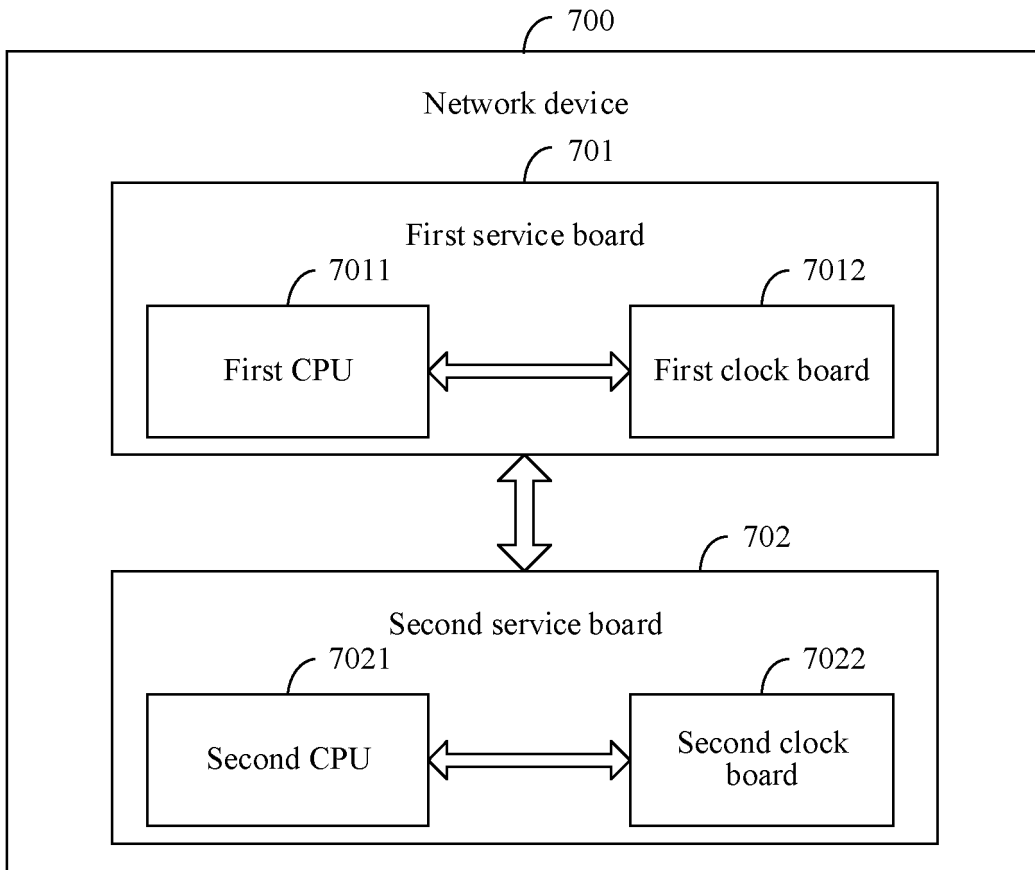 700
Network device
701
First service board
7011
7012
First CPU
First clock board
702
Second service board
7021
7022
Second CPU
Second clock
board